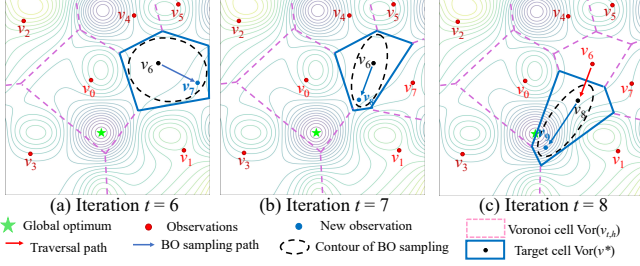 v2
v4
v5
v6
v7
v0
v3
v1
v2
v4
v5
v6
v7
v0
v3
v1
v2
v4
v5
v6
v7
v0
v8
v9
v3
v1
(a) Iteration t = 6
(b) Iteration t = 7
(c) Iteration t = 8
Global optimum
Observations
New observation
Voronoi cell Vor(vt,h)
Traversal path
BO sampling path
Contour of BO sampling
Target cell Vor(v*)